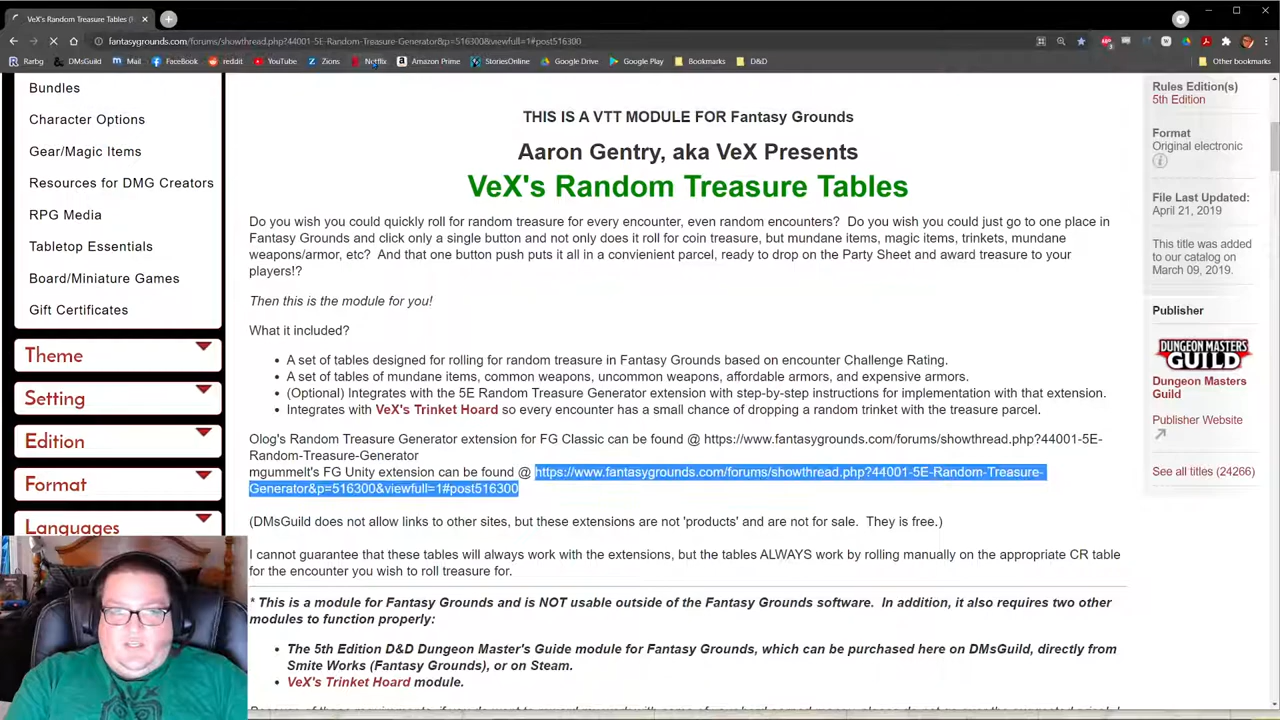 VeX's Random Treasure Tables (
fantasygrounds.com/forums/showthread.php?44001-5E-Random-Treasure-Generator&p=516300&viewfull=1#post516300
Rarbg DMsGuild Mail FaceBook reddit YouTube Zions Netflix Amazon Prime StoriesOnline Google Drive Google Play Bookmarks D&D Other bookmarks
Bundles
Character Options
Gear/Magic Items
Resources for DMG Creators
RPG Media
Tabletop Essentials
Board/Miniature Games
Gift Certificates
Theme
Setting
Edition
Format
Languages
THIS IS A VTT MODULE FOR Fantasy Grounds
Aaron Gentry, aka VeX Presents
VeX's Random Treasure Tables
Do you wish you could quickly roll for random treasure for every encounter, even random encounters? Do you wish you could just go to one place in
Fantasy Grounds and click only a single button and not only does it roll for coin treasure, but mundane items, magic items, trinkets, mundane
weapons/armor, etc? And that one button push puts it all in a convienient parcel, ready to drop on the Party Sheet and award treasure to your
players!?
Then this is the module for you!
What it included?
• A set of tables designed for rolling for random treasure in Fantasy Grounds based on encounter Challenge Rating.
• A set of tables of mundane items, common weapons, uncommon weapons, affordable armors, and expensive armors.
• (Optional) Integrates with the 5E Random Treasure Generator extension with step-by-step instructions for implementation with that extension.
• Integrates with VeX's Trinket Hoard so every encounter has a small chance of dropping a random trinket with the treasure parcel.
Olog's Random Treasure Generator extension for FG Classic can be found @ https://www.fantasygrounds.com/forums/showthread.php?44001-5E-
Random-Treasure-Generator
mgummelt's FG Unity extension can be found @ https://www.fantasygrounds.com/forums/showthread.php?44001-5E-Random-Treasure-
Generator&p=516300&viewfull=1#post516300
(DMsGuild does not allow links to other sites, but these extensions are not 'products' and are not for sale. They is free.)
I cannot guarantee that these tables will always work with the extensions, but the tables ALWAYS work by rolling manually on the appropriate CR table
for the encounter you wish to roll treasure for.
* This is a module for Fantasy Grounds and is NOT usable outside of the Fantasy Grounds software. In addition, it also requires two other
modules to function properly:
• The 5th Edition D&D Dungeon Master's Guide module for Fantasy Grounds, which can be purchased here on DMsGuild, directly from
Smite Works (Fantasy Grounds), or on Steam.
• VeX's Trinket Hoard module.
Rules Edition(s)
5th Edition
Format
Original electronic
File Last Updated:
April 21, 2019
This title was added
to our catalog on
March 09, 2019.
Publisher
DUNGEON MASTERS
GUILD
Dungeon Masters
Guild
Publisher Website
See all titles (24266)